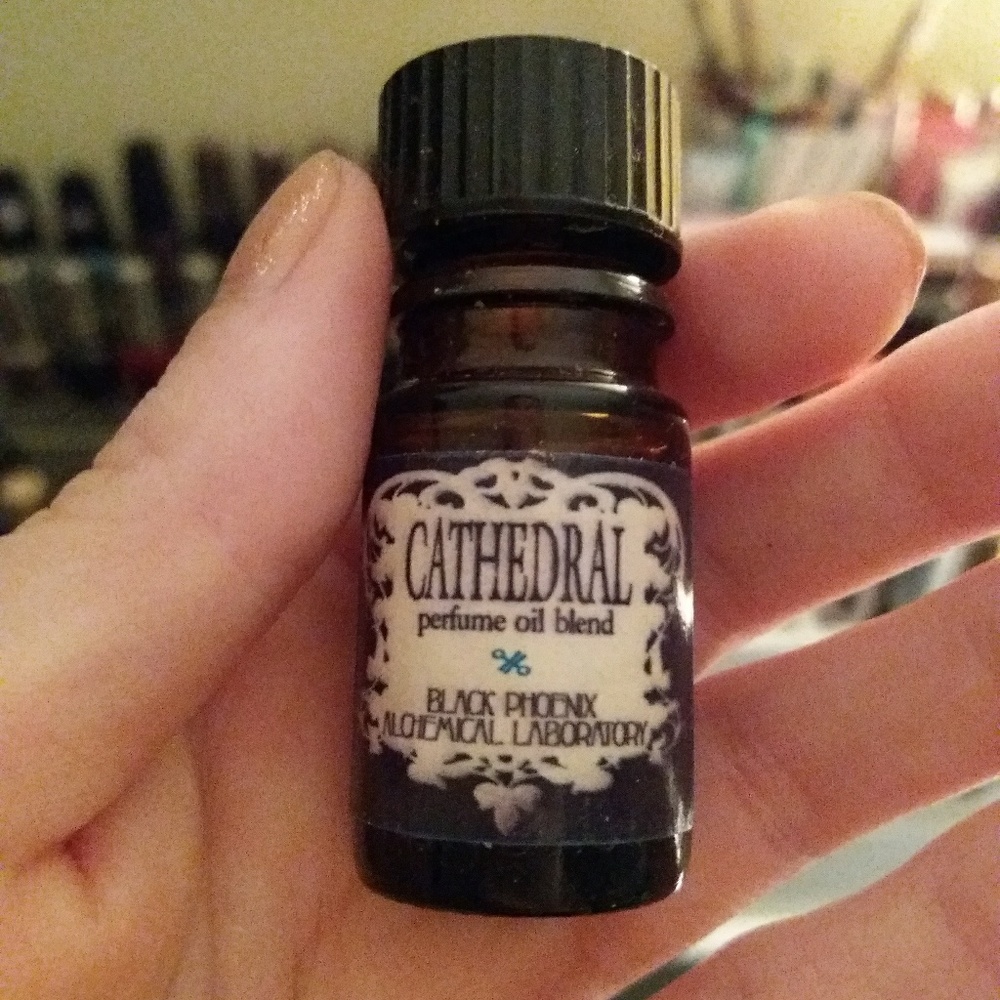 CATHEDRAL
perfume oil blend
BLACK PHOENIX
ALCHEMICAL LABORATORY